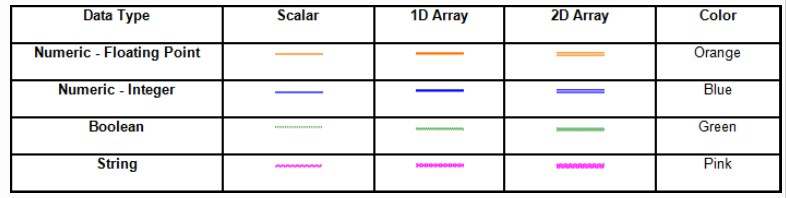 Data Type Scalar 1D Array 2D Array Color
Numeric - Floating Point Orange
Numeric - Integer Blue
Boolean Green
String Pink